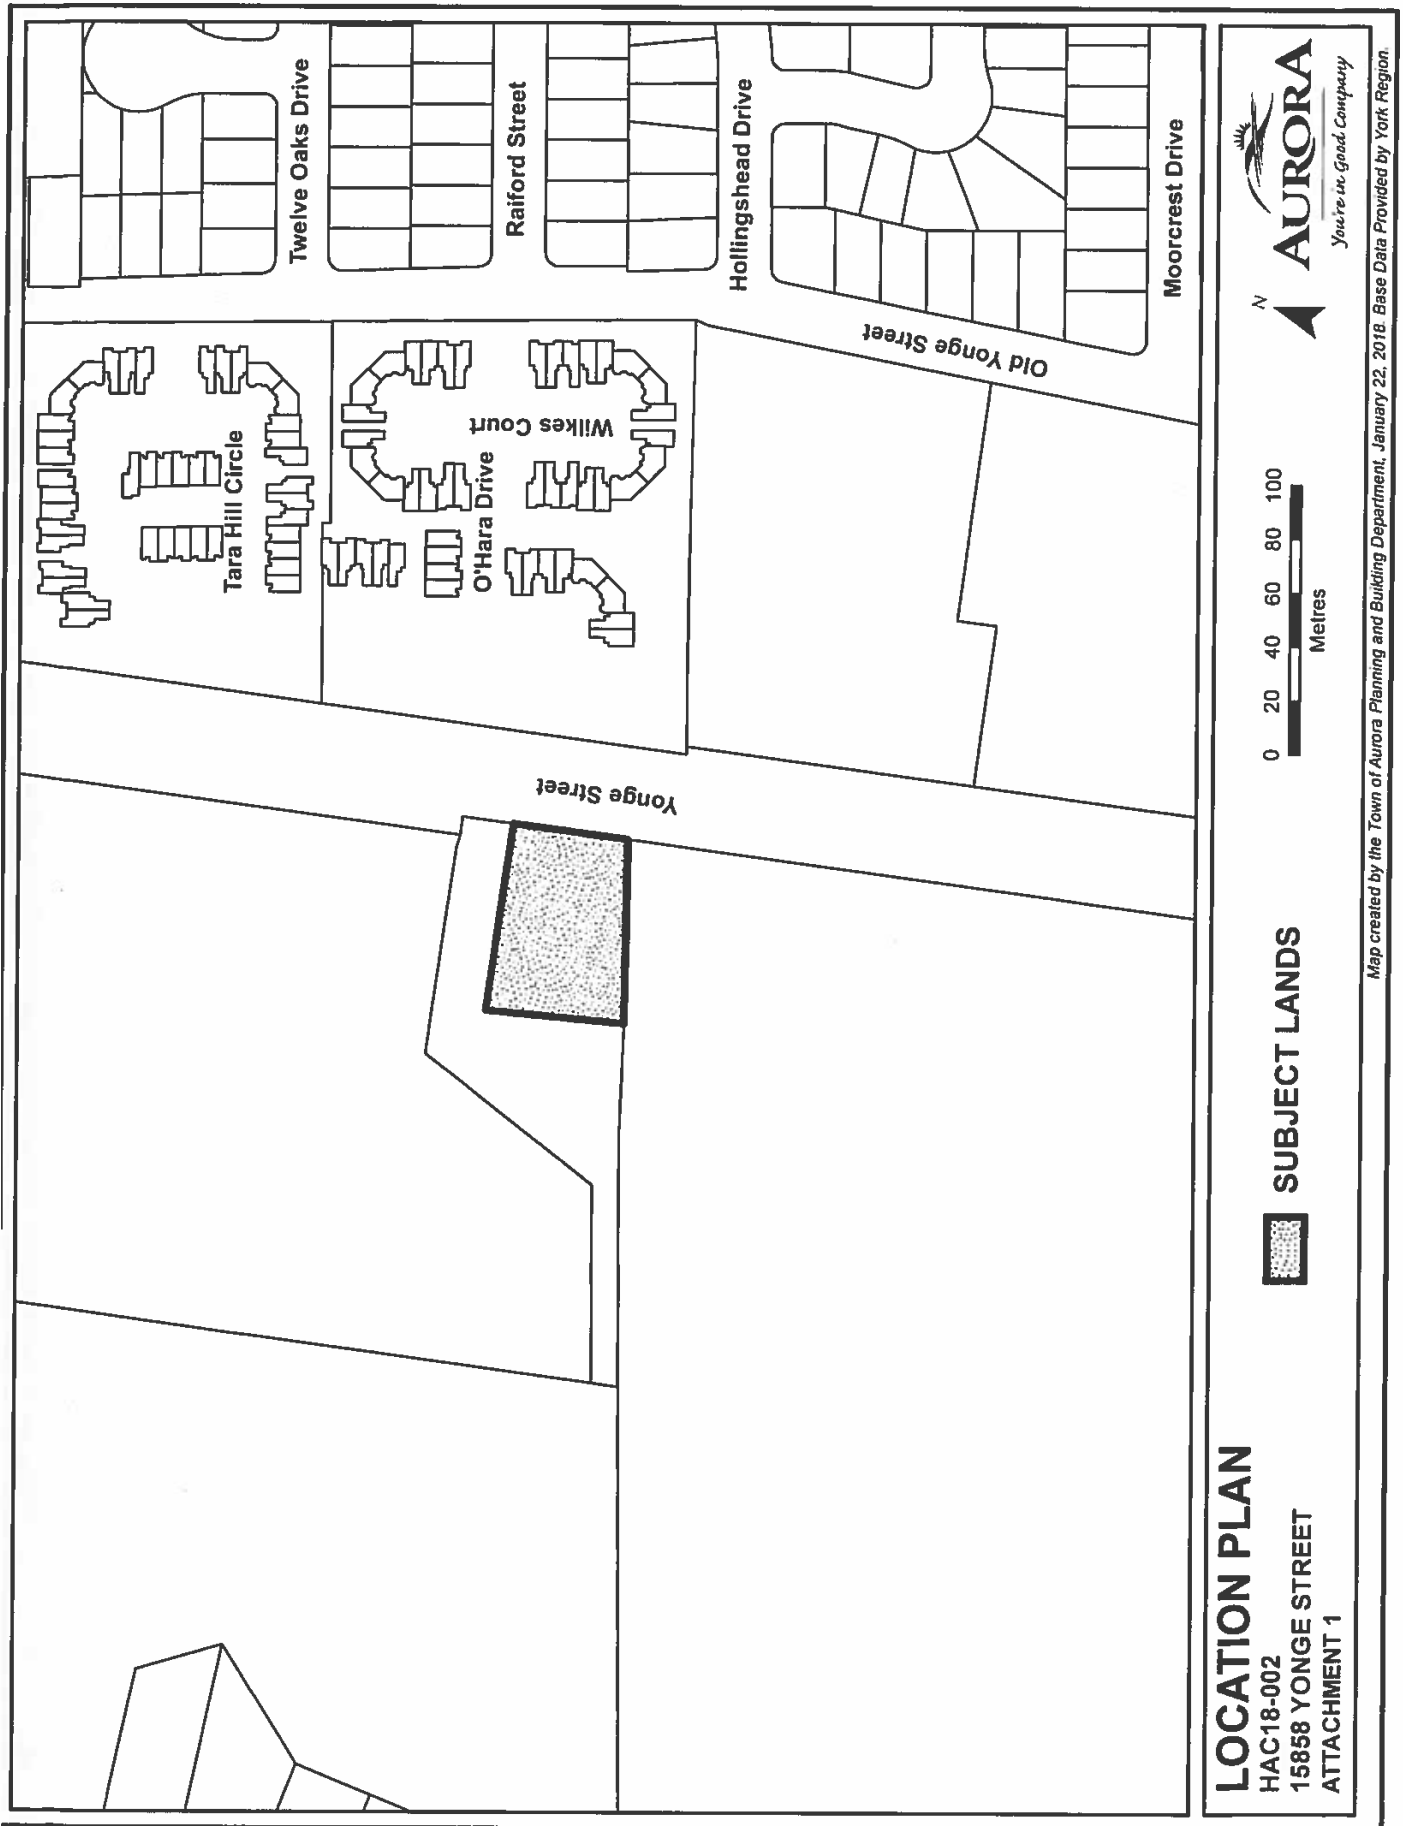 Twelve Oaks Drive
Raiford Street
Hollingshead Drive
Moorcrest Drive
Old Yonge Street
Tara Hill Circle
Wilkes Court
O'Hara Drive
Yonge Street
LOCATION PLAN
HAC18-002
15858 YONGE STREET
ATTACHMENT 1
SUBJECT LANDS
0 20 40 60 80 100
Metres
N
AURORA
You're in Good Company
Map created by the Town of Aurora Planning and Building Department, January 22, 2018. Base Data Provided by York Region.